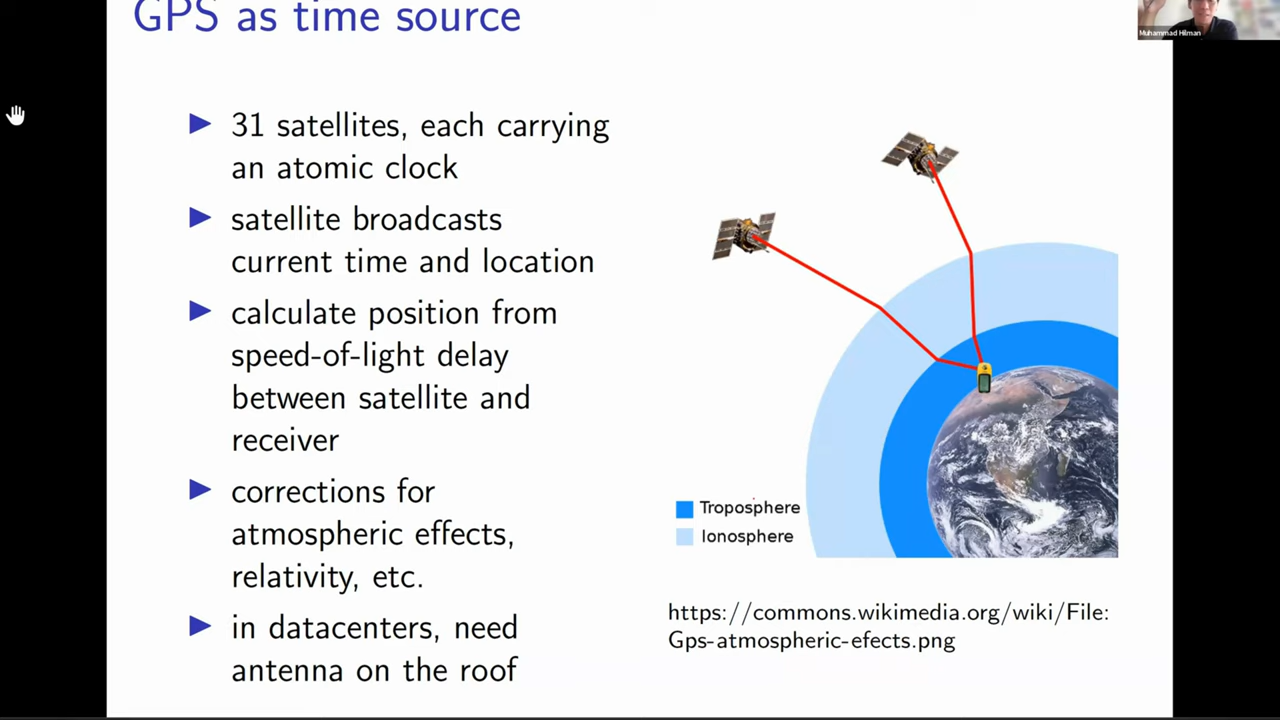 GPS as time source
Muhammad Hilman
▶ 31 satellites, each carrying
an atomic clock
▶ satellite broadcasts
current time and location
▶ calculate position from
speed-of-light delay
between satellite and
receiver
▶ corrections for
atmospheric effects,
relativity, etc.
▶ in datacenters, need
antenna on the roof
Troposphere
Ionosphere
https://commons.wikimedia.org/wiki/File:
Gps-atmospheric-efects.png